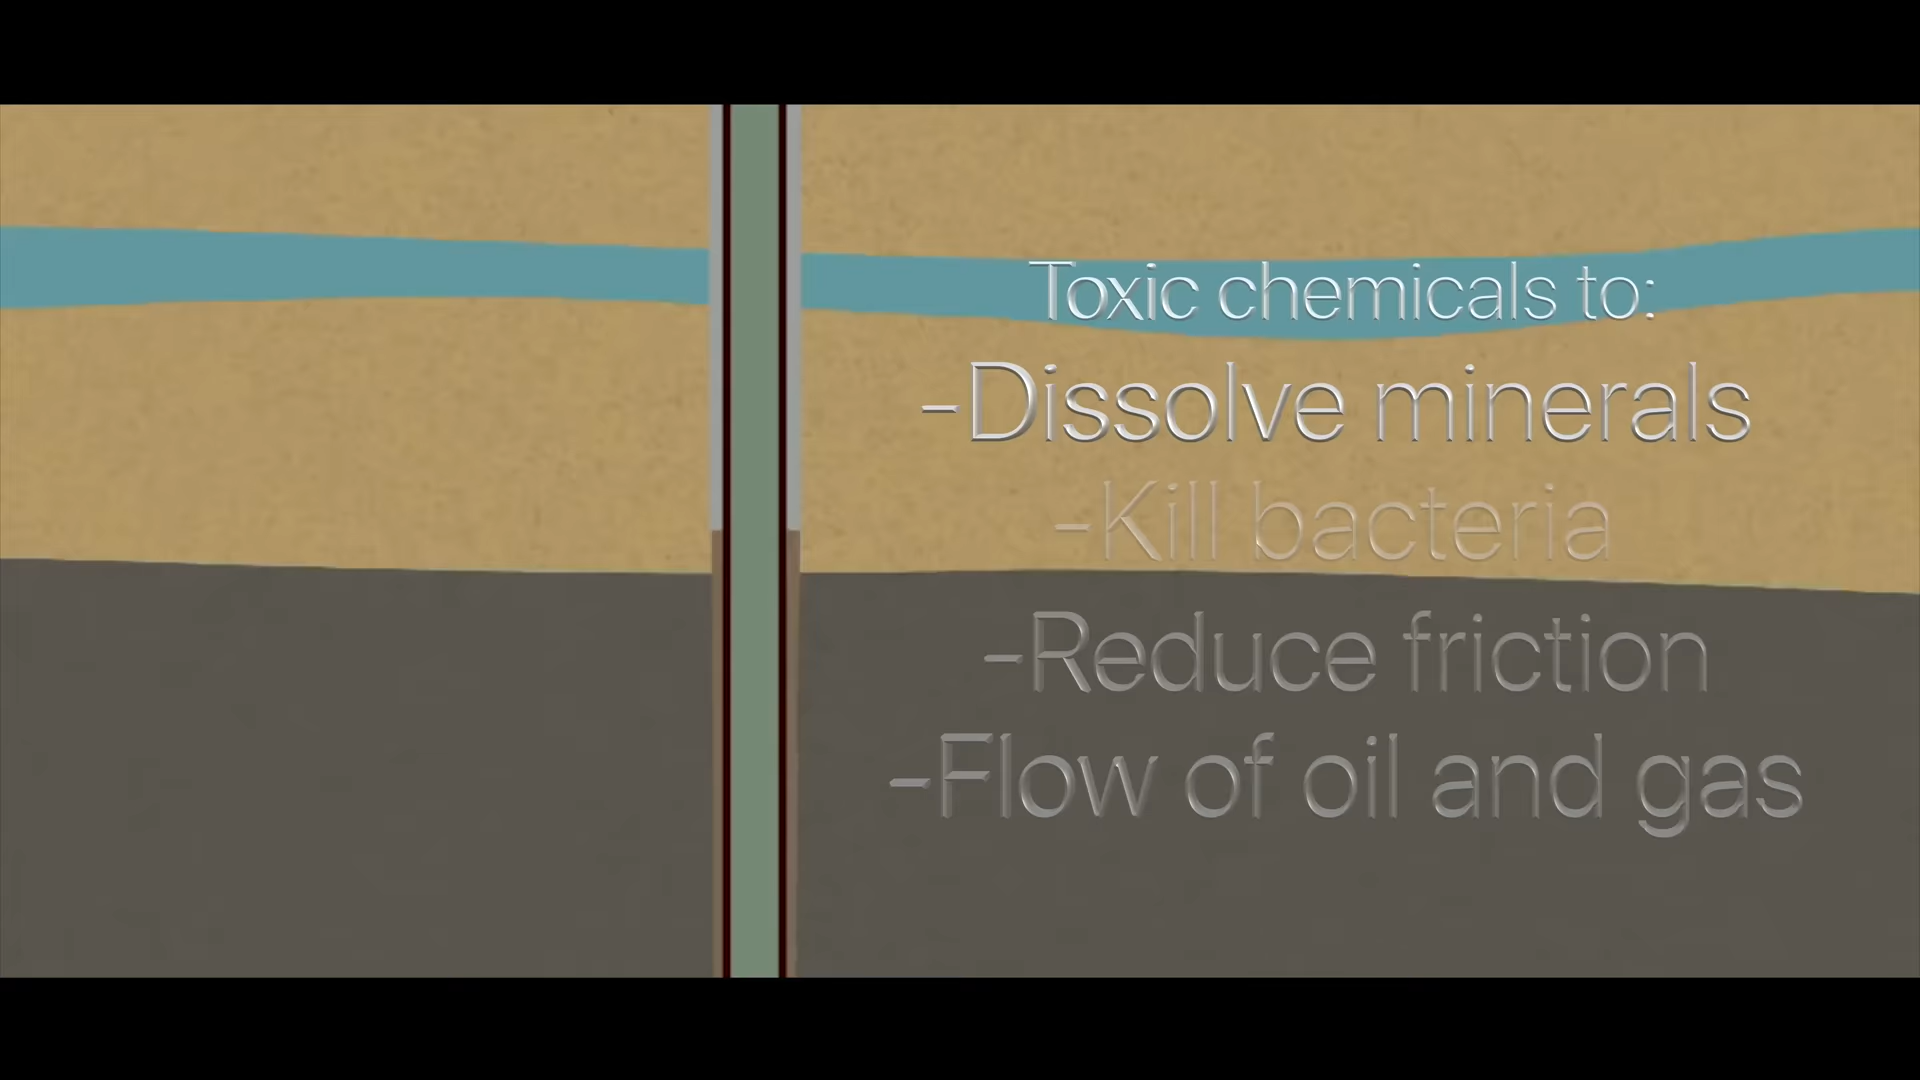 Toxic chemicals to:
-Dissolve minerals
-Kill bacteria
-Reduce friction
-Flow of oil and gas